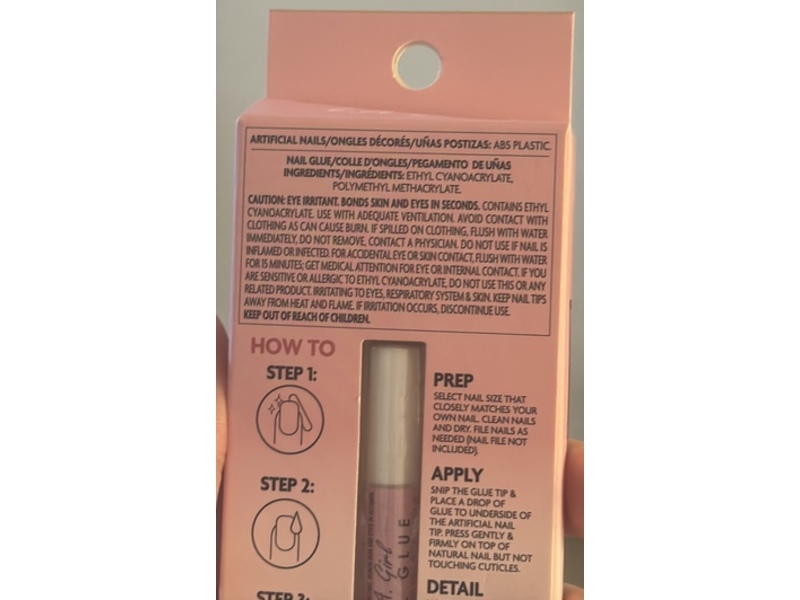 ARTIFICIAL NAILS/ONGLES DÉCORÉS/UÑAS POSTIZAS: ABS PLASTIC.
NAIL GLUE/COLLE D'ONGLES/PEGAMENTO DE UÑAS
INGREDIENTS/INGRÉDIENTS: ETHYL CYANOACRYLATE,
POLYMETHYL METHACRYLATE.
CAUTION: EYE IRRITANT. BONDS SKIN AND EYES IN SECONDS. CONTAINS ETHYL
CYANOACRYLATE. USE WITH ADEQUATE VENTILATION. AVOID CONTACT WITH
CLOTHING AS CAN CAUSE BURN. IF SPILLED ON CLOTHING, FLUSH WITH WATER
IMMEDIATELY, DO NOT REMOVE, CONTACT A PHYSICIAN. DO NOT USE IF NAIL IS
INFLAMED OR INFECTED. FOR ACCIDENTAL EYE OR SKIN CONTACT, FLUSH WITH WATER
FOR 15 MINUTES; GET MEDICAL ATTENTION FOR EYE OR INTERNAL CONTACT. IF YOU
ARE SENSITIVE OR ALLERGIC TO ETHYL CYANOACRYLATE, DO NOT USE THIS OR ANY
RELATED PRODUCT. IRRITATING TO EYES, RESPIRATORY SYSTEM & SKIN. KEEP NAIL TIPS
AWAY FROM HEAT AND FLAME. IF IRRITATION OCCURS, DISCONTINUE USE.
KEEP OUT OF REACH OF CHILDREN.
HOW TO
STEP 1:
PREP
SELECT NAIL SIZE THAT
CLOSELY MATCHES YOUR
OWN NAIL. CLEAN NAILS
AND DRY. FILE NAILS AS
NEEDED (NAIL FILE NOT
INCLUDED).
STEP 2:
APPLY
SNIP THE GLUE TIP &
PLACE A DROP OF
GLUE TO UNDERSIDE OF
THE ARTIFICIAL NAIL
TIP. PRESS GENTLY &
FIRMLY ON TOP OF
NATURAL NAIL BUT NOT
TOUCHING CUTICLES.
STEP 3:
DETAIL
Girl
GLUE